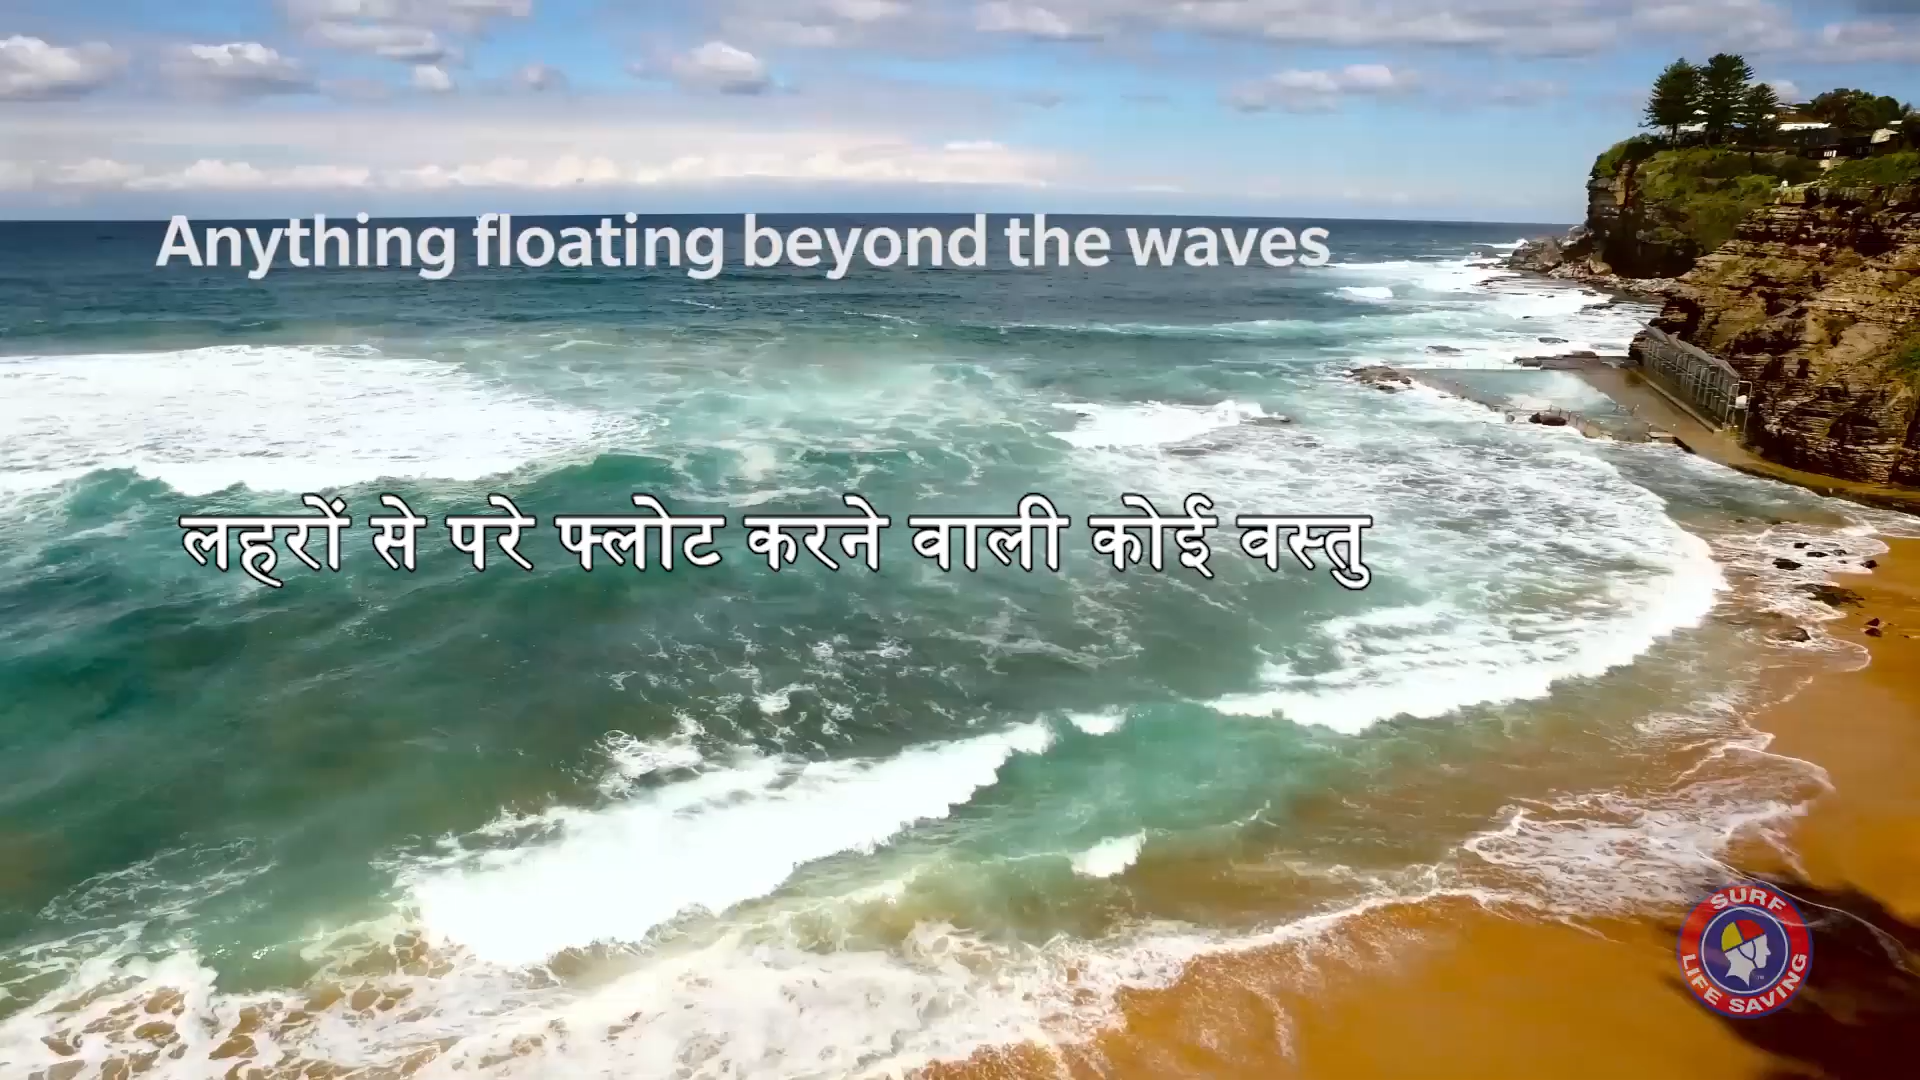 Anything floating beyond the waves
लहरों से परे फ्लोट करने वाली कोई वस्तु
SURF
LIFE SAVING